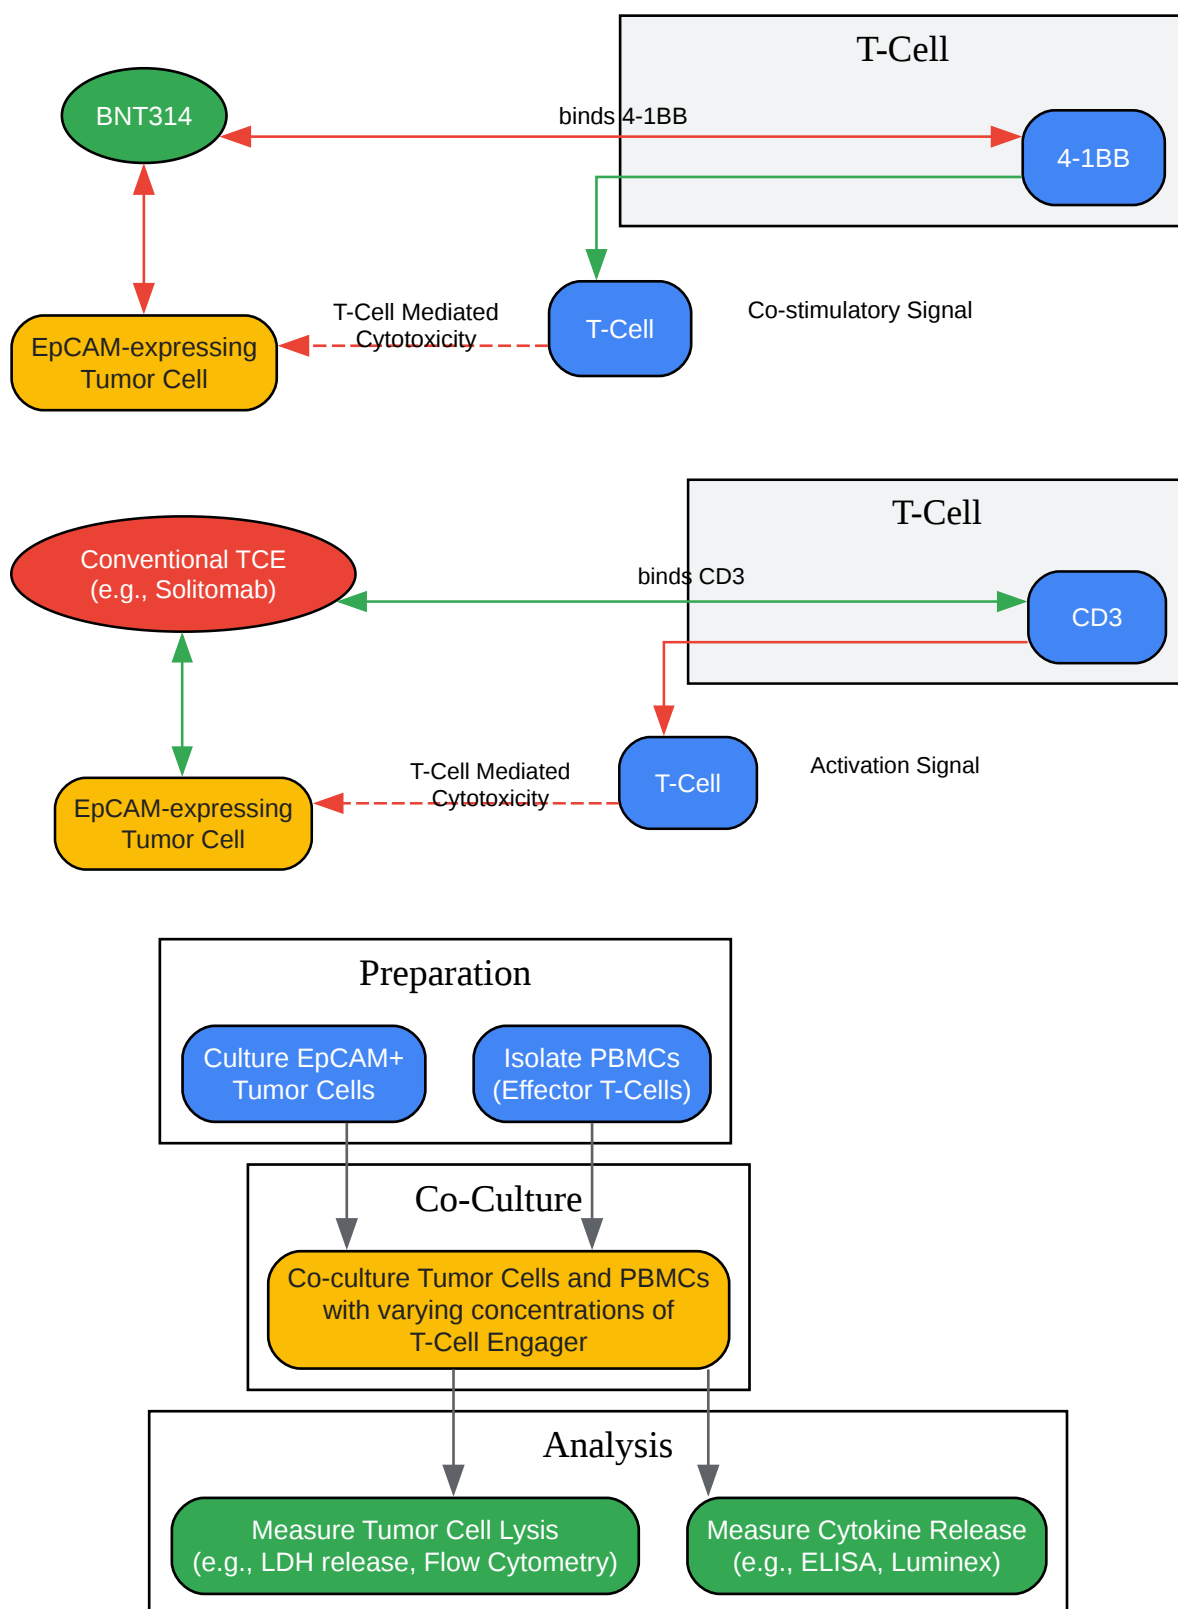 T-Cell
BNT314
binds 4-1BB
4-1BB
T-Cell Mediated
Cytotoxicity
T-Cell
Co-stimulatory Signal
EpCAM-expressing
Tumor Cell
T-Cell
Conventional TCE
(e.g., Solitomab)
binds CD3
CD3
T-Cell Mediated
Cytotoxicity
T-Cell
Activation Signal
EpCAM-expressing
Tumor Cell
Preparation
Culture EpCAM+
Tumor Cells
Isolate PBMCs
(Effector T-Cells)
Co-Culture
Co-culture Tumor Cells and PBMCs
with varying concentrations of
T-Cell Engager
Analysis
Measure Tumor Cell Lysis
(e.g., LDH release, Flow Cytometry)
Measure Cytokine Release
(e.g., ELISA, Luminex)